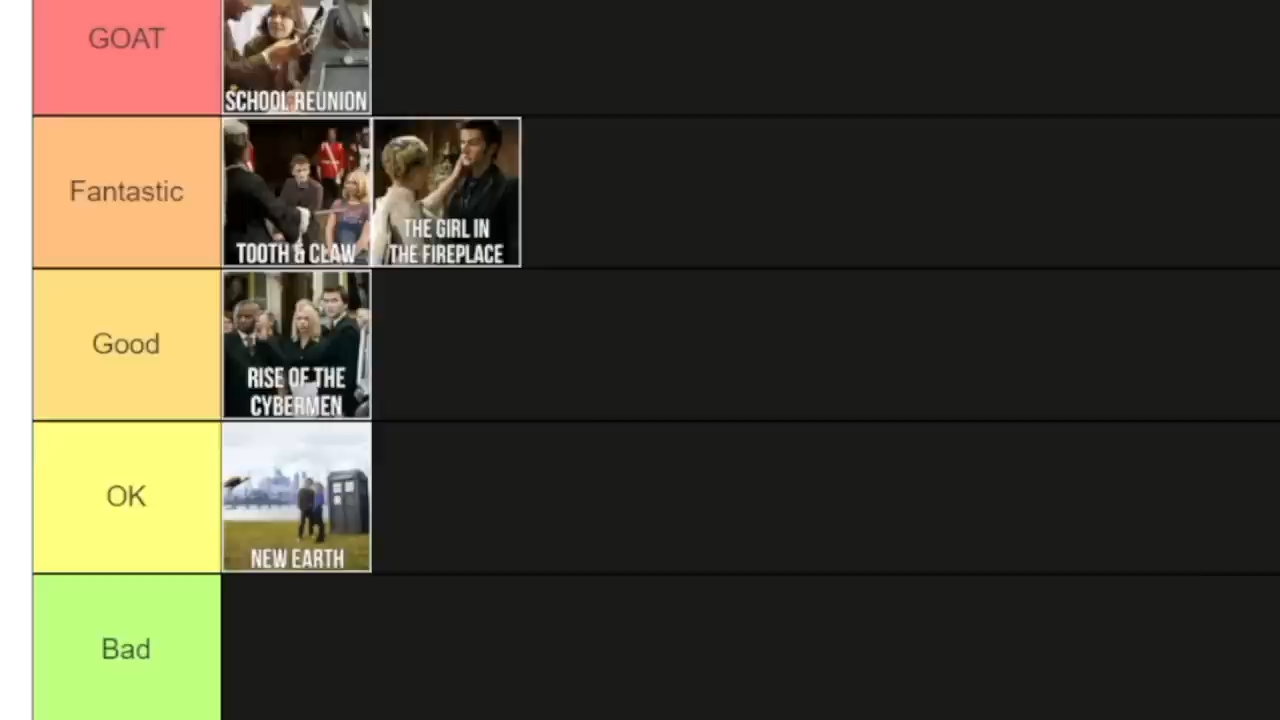 GOAT
SCHOOL REUNION
Fantastic
TOOTH & CLAW
THE GIRL IN
THE FIREPLACE
Good
RISE OF THE
CYBERMEN
OK
NEW EARTH
Bad